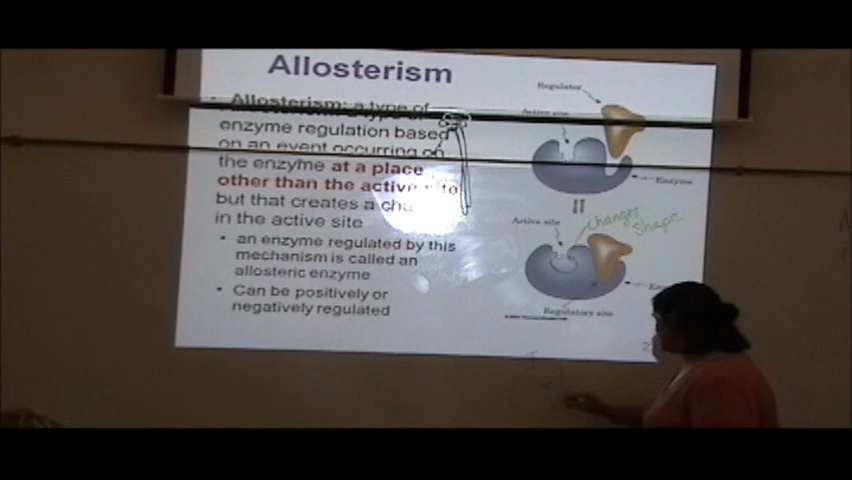 Allosterism
• Allosterism: a type of
enzyme regulation based
on an event occurring on
the enzyme at a place
other than the active site
but that creates a
in the active site
• an enzyme regulated by this
mechanism is called an
allosteric enzyme
• Can be positively or
negatively regulated
Regulator
Active site
Enzyme
Changes
Shape
Active site
Regulatory site